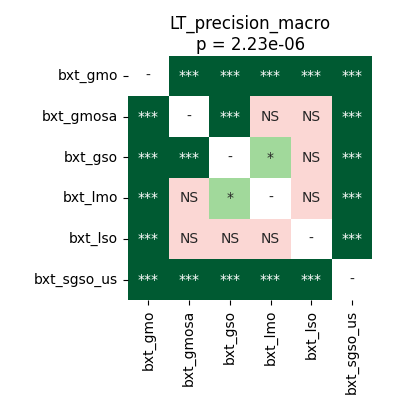 LT_precision_macro
p = 2.23e-06
bxt_gmo - *** *** *** *** ***
bxt_gmosa *** - *** NS NS ***
bxt_gso *** *** - * NS ***
bxt_lmo *** NS * - NS ***
bxt_lso *** NS NS NS - ***
bxt_sgso_us *** *** *** *** *** -
bxt_gmo
bxt_gmosa
bxt_gso
bxt_lmo
bxt_lso
bxt_sgso_us